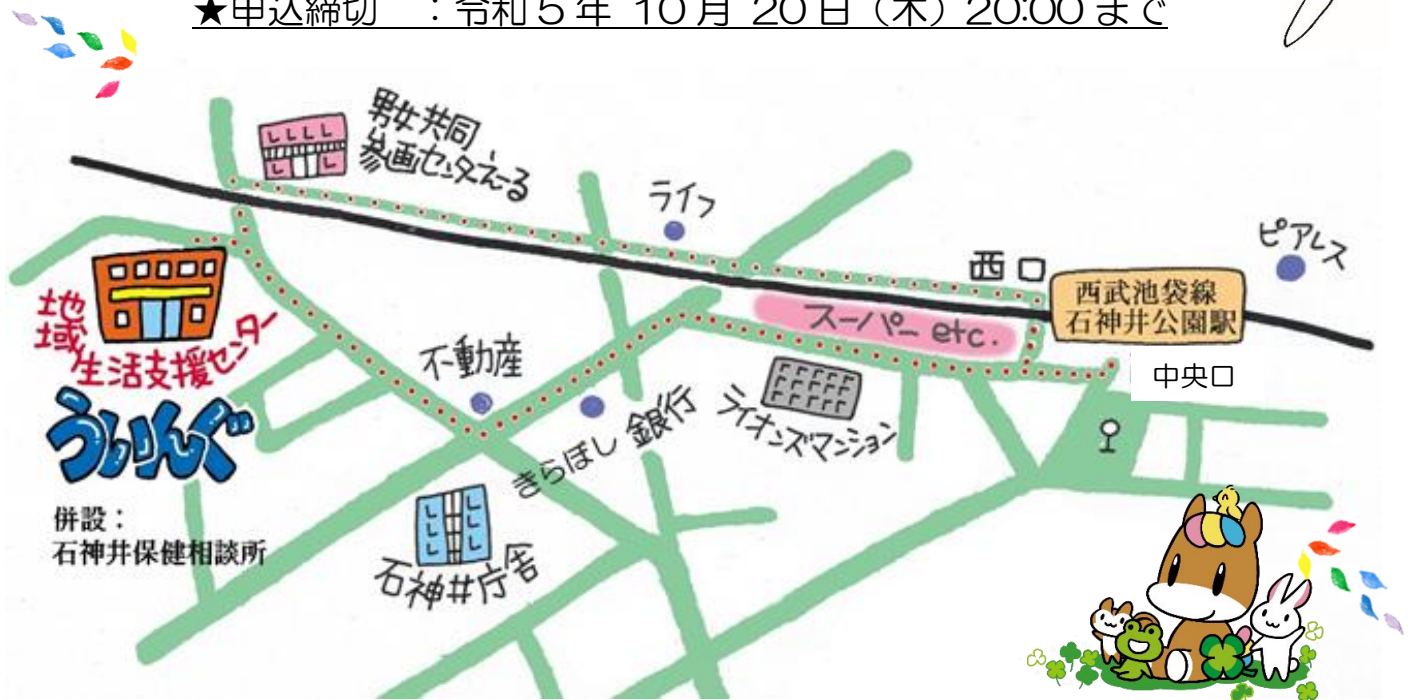 ★申込締切　：令和5年 10月 20日（木）20:00まで
男女共同
参画センターえーる
ライフ
ピアレス
西口
西武池袋線
石神井公園駅
スーパー etc.
中央口
地域
生活支援センター
ういんぐ
不動産
きらぼし 銀行
ライオンズマンション
併設：
石神井保健相談所
石神井庁舎